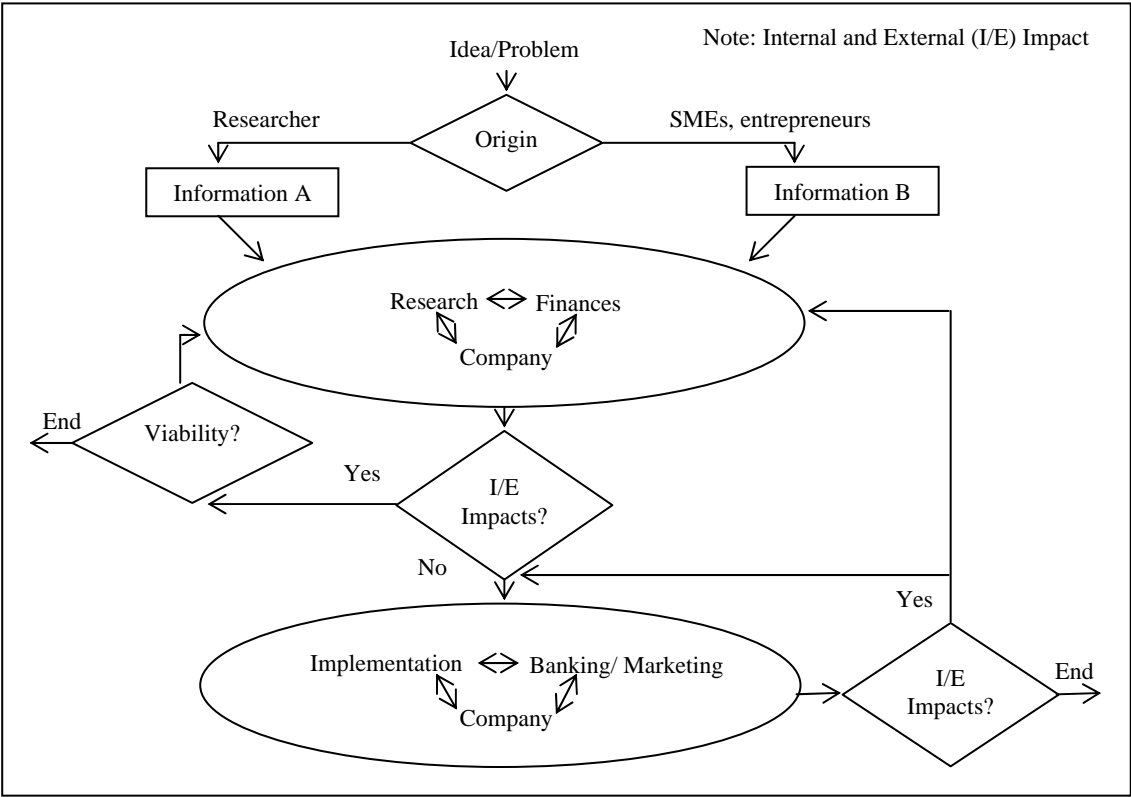 Note: Internal and External (I/E) Impact
Idea/Problem
Researcher
Origin
SMEs, entrepreneurs
Information A
Information B
Research
Finances
Company
End
Viability?
Yes
I/E
Impacts?
No
Yes
Implementation
Banking/ Marketing
Company
I/E
Impacts?
End